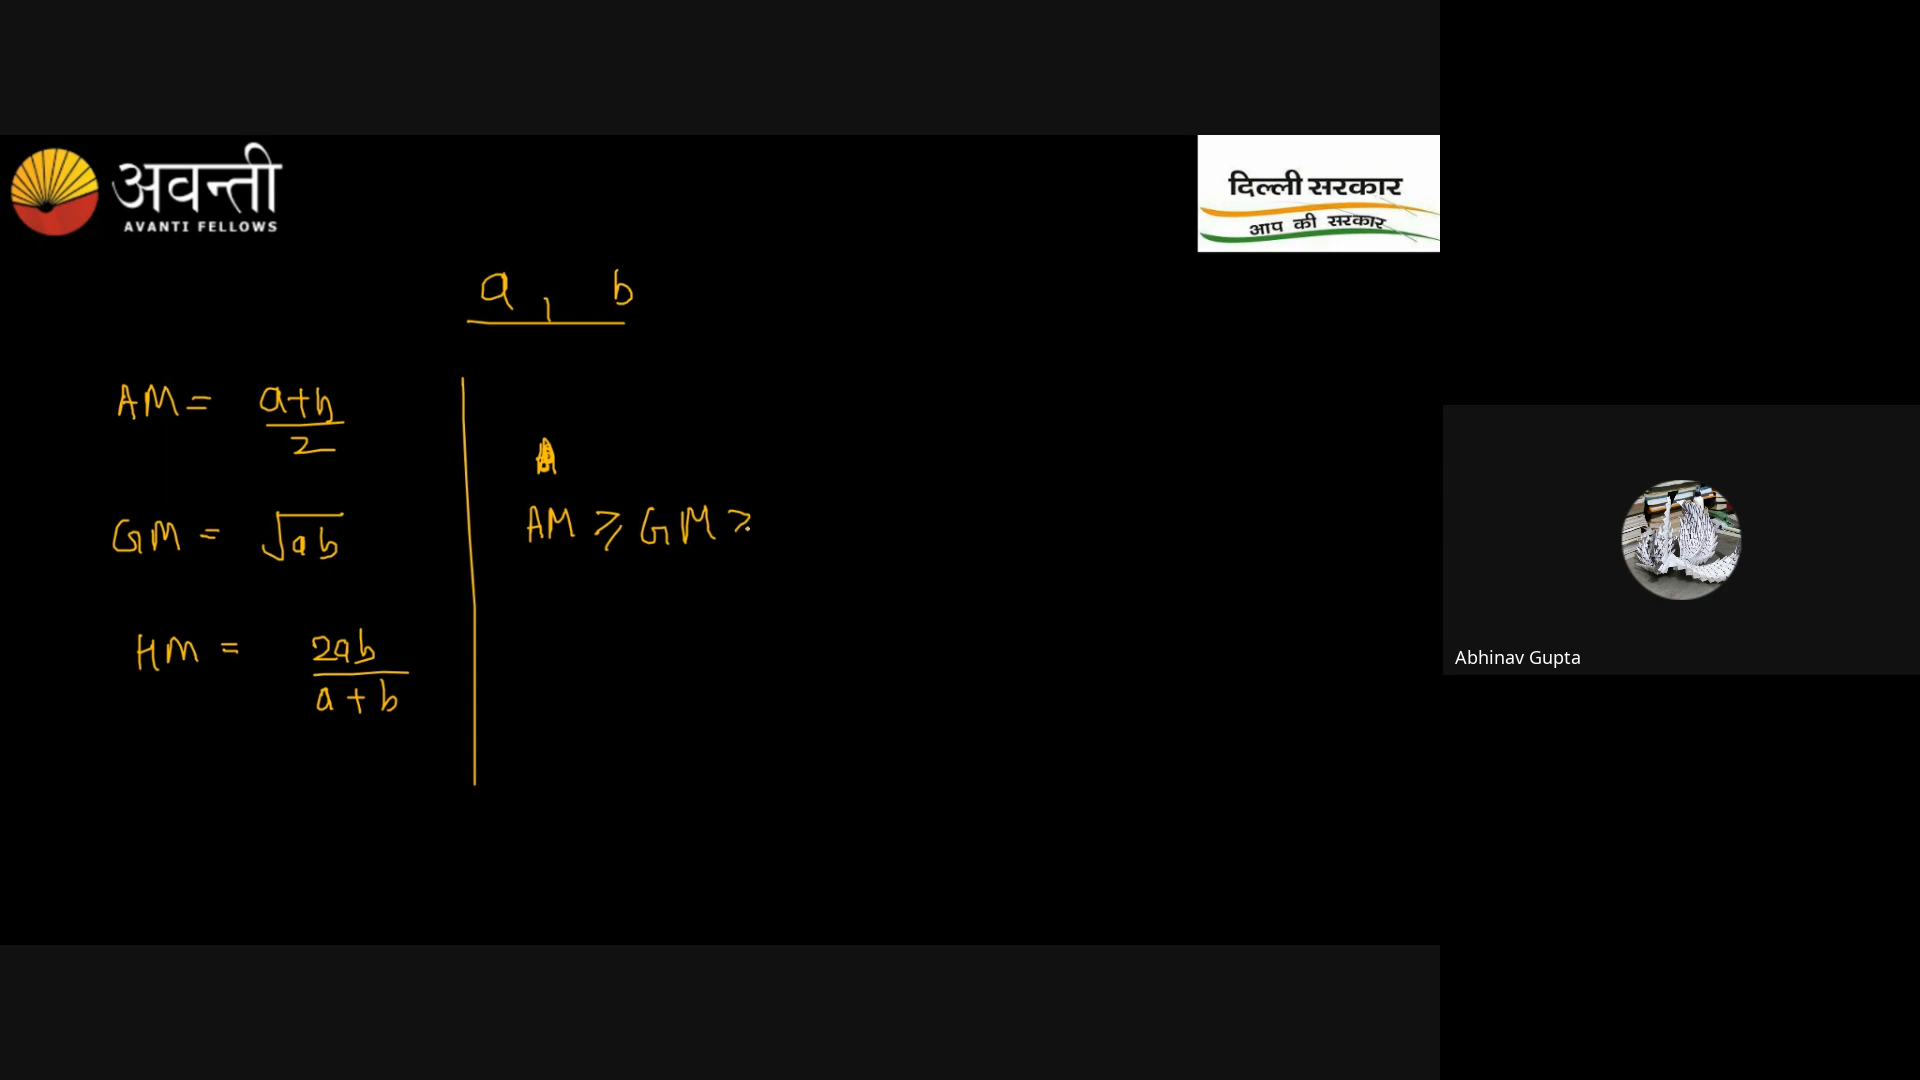 अवन्ती
AVANTI FELLOWS
दिल्ली सरकार
आप की सरकार
a , b
AM = a+b/2
GM = √ab
HM = 2ab/a+b
AM ≥ GM ≥
Abhinav Gupta